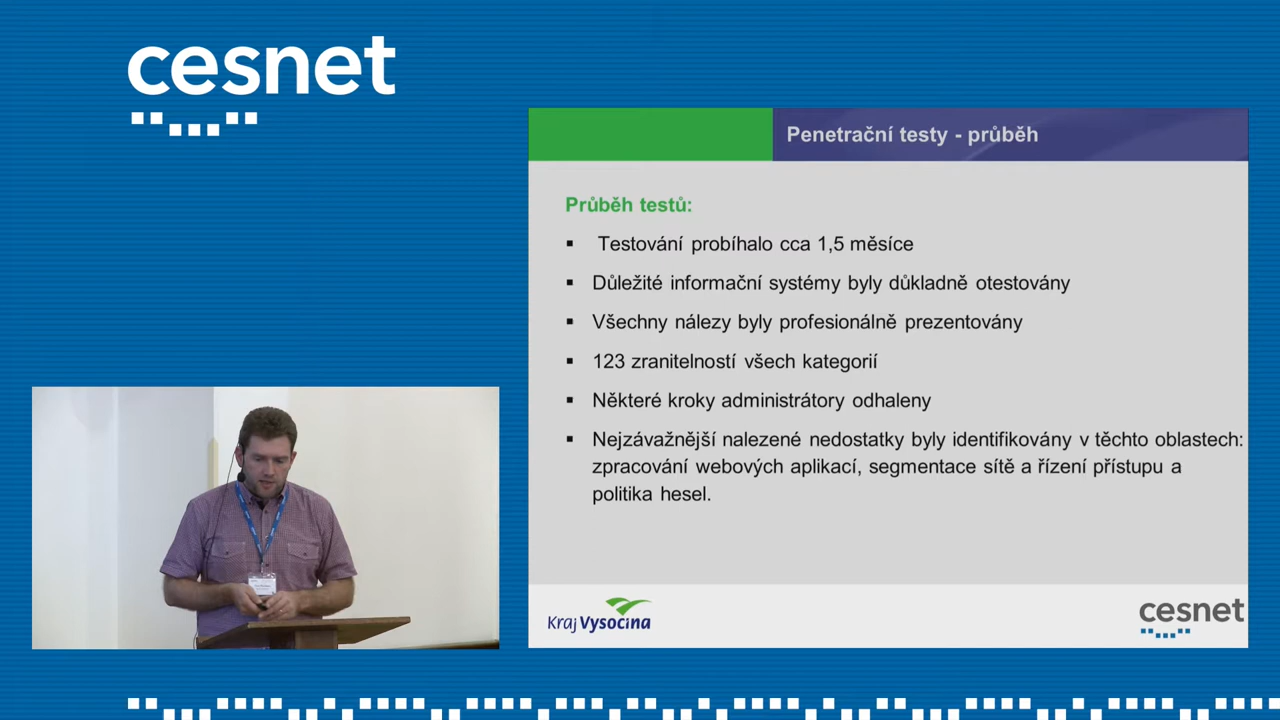 cesnet
Penetrační testy - průběh
Průběh testů:
▪ Testování probíhalo cca 1,5 měsíce
▪ Důležité informační systémy byly důkladně otestovány
▪ Všechny nálezy byly profesionálně prezentovány
▪ 123 zranitelností všech kategorií
▪ Některé kroky administrátory odhaleny
▪ Nejzávažnější nalezené nedostatky byly identifikovány v těchto oblastech:
zpracování webových aplikací, segmentace sítě a řízení přístupu a
politika hesel.
Kraj Vysočina
cesnet